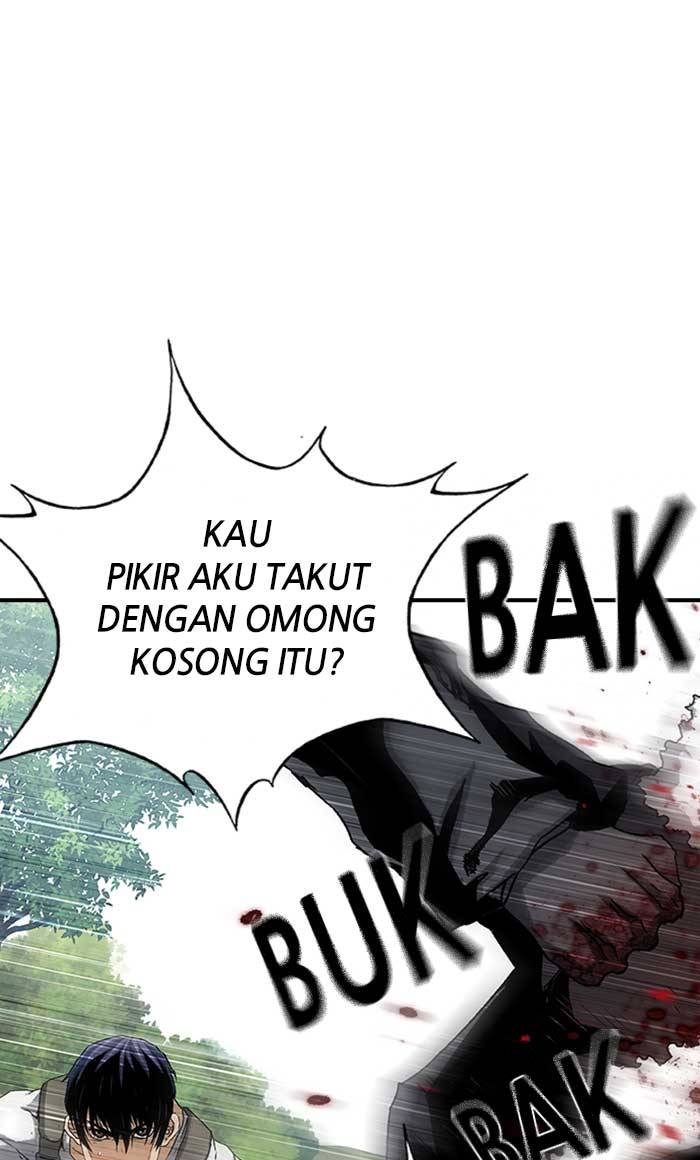 KAU
PIKIR AKU TAKUT
DENGAN OMONG
KOSONG ITU?
BAK
BUK
BAK